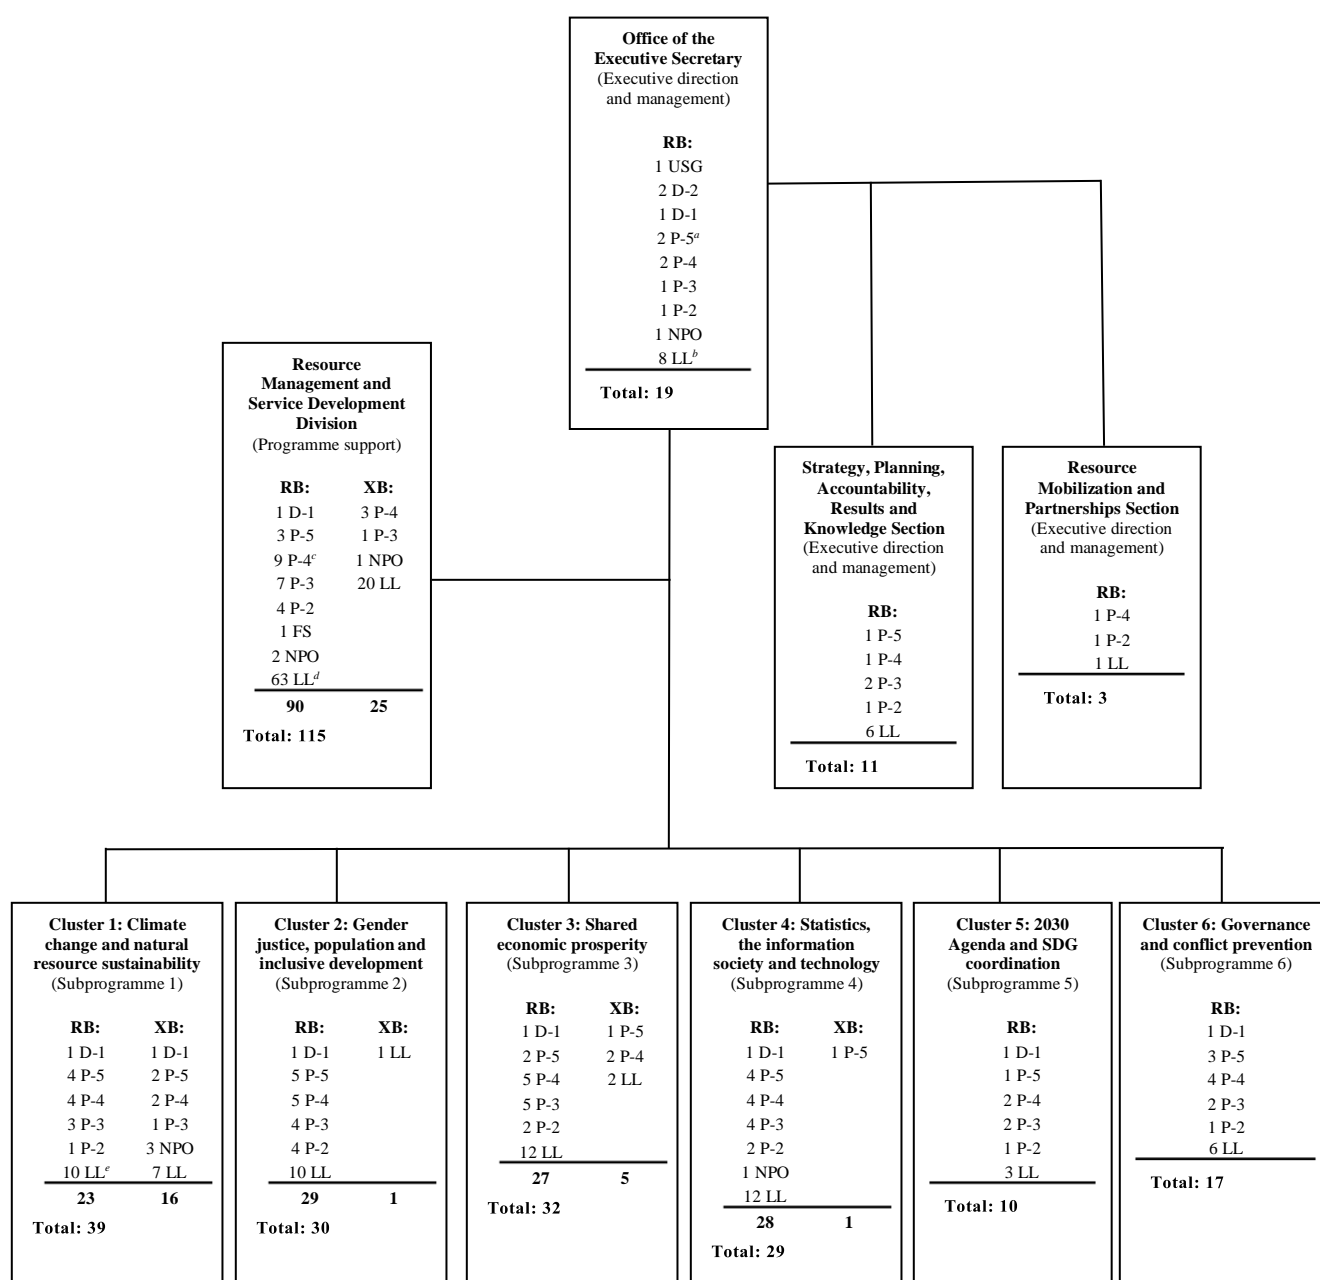 Office of the
Executive Secretary
(Executive direction
and management)
RB:
1 USG
2 D-2
1 D-1
2 P-5a
2 P-4
1 P-3
1 P-2
1 NPO
8 LLb
Total: 19
Resource
Management and
Service Development
Division
(Programme support)
RB: XB:
1 D-1 3 P-4
3 P-5 1 P-3
9 P-4c 1 NPO
7 P-3 20 LL
4 P-2
1 FS
2 NPO
63 LLd
90 25
Total: 115
Strategy, Planning,
Accountability,
Results and
Knowledge Section
(Executive direction
and management)
RB:
1 P-5
1 P-4
2 P-3
1 P-2
6 LL
Total: 11
Resource
Mobilization and
Partnerships Section
(Executive direction
and management)
RB:
1 P-4
1 P-2
1 LL
Total: 3
Cluster 1: Climate
change and natural
resource sustainability
(Subprogramme 1)
RB: XB:
1 D-1 1 D-1
4 P-5 2 P-5
4 P-4 2 P-4
3 P-3 1 P-3
1 P-2 3 NPO
10 LLe 7 LL
23 16
Total: 39
Cluster 2: Gender
justice, population and
inclusive development
(Subprogramme 2)
RB: XB:
1 D-1 1 LL
5 P-5
5 P-4
4 P-3
4 P-2
10 LL
29 1
Total: 30
Cluster 3: Shared
economic prosperity
(Subprogramme 3)
RB: XB:
1 D-1 1 P-5
2 P-5 2 P-4
5 P-4 2 LL
5 P-3
2 P-2
12 LL
27 5
Total: 32
Cluster 4: Statistics,
the information
society and technology
(Subprogramme 4)
RB: XB:
1 D-1 1 P-5
4 P-5
4 P-4
4 P-3
2 P-2
1 NPO
12 LL
28 1
Total: 29
Cluster 5: 2030
Agenda and SDG
coordination
(Subprogramme 5)
RB:
1 D-1
1 P-5
2 P-4
2 P-3
1 P-2
3 LL
Total: 10
Cluster 6: Governance
and conflict prevention
(Subprogramme 6)
RB:
1 D-1
3 P-5
4 P-4
2 P-3
1 P-2
6 LL
Total: 17